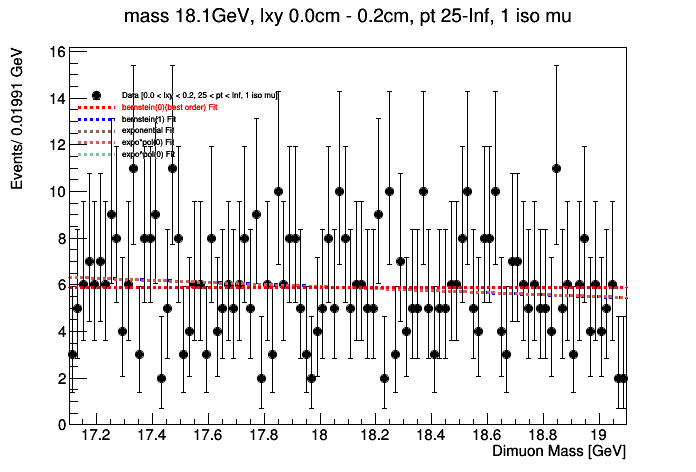 mass 18.1GeV, lxy 0.0cm - 0.2cm, pt 25-Inf, 1 iso mu
Events/ 0.01991 GeV
16
14
12
10
8
6
4
2
0
Data [0.0 < lxy < 0.2, 25 < pt < Inf, 1 iso mu]
bernstein(0)(best order) Fit
bernstein(1) Fit
exponential Fit
expo*pol(0) Fit
expo*pol(0) Fit
17.2 17.4 17.6 17.8 18 18.2 18.4 18.6 18.8 19
Dimuon Mass [GeV]